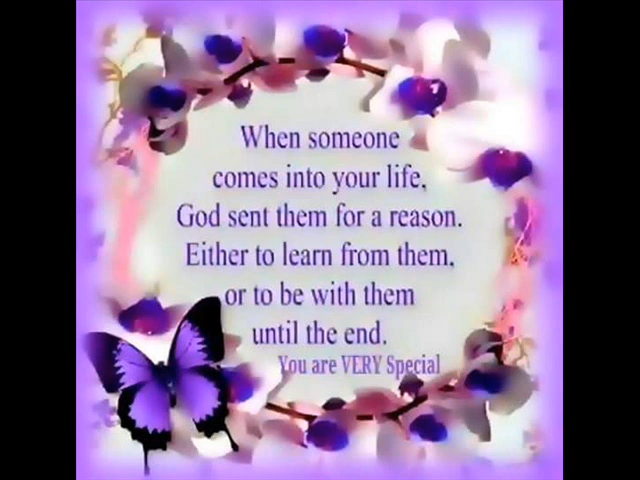 When someone
comes into your life,
God sent them for a reason.
Either to learn from them,
or to be with them
until the end.
You are VERY Special